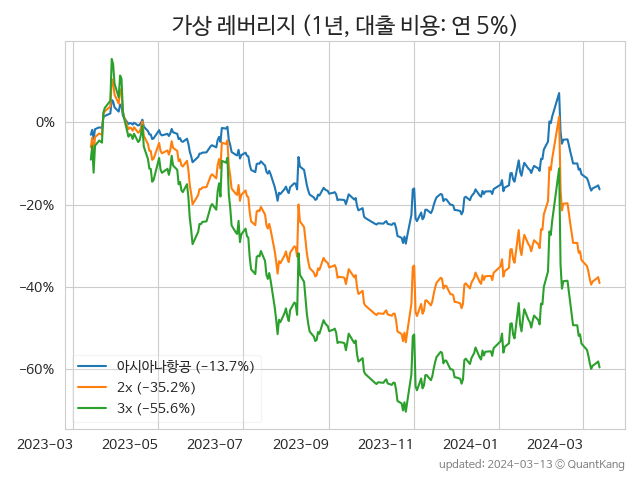 가상 레버리지 (1년, 대출 비용: 연 5%)
0%
−20%
−40%
−60%
아시아나항공 (−13.7%)
2x (−35.2%)
3x (−55.6%)
2023-03 2023-05 2023-07 2023-09 2023-11 2024-01 2024-03
updated: 2024-03-13 © QuantKang